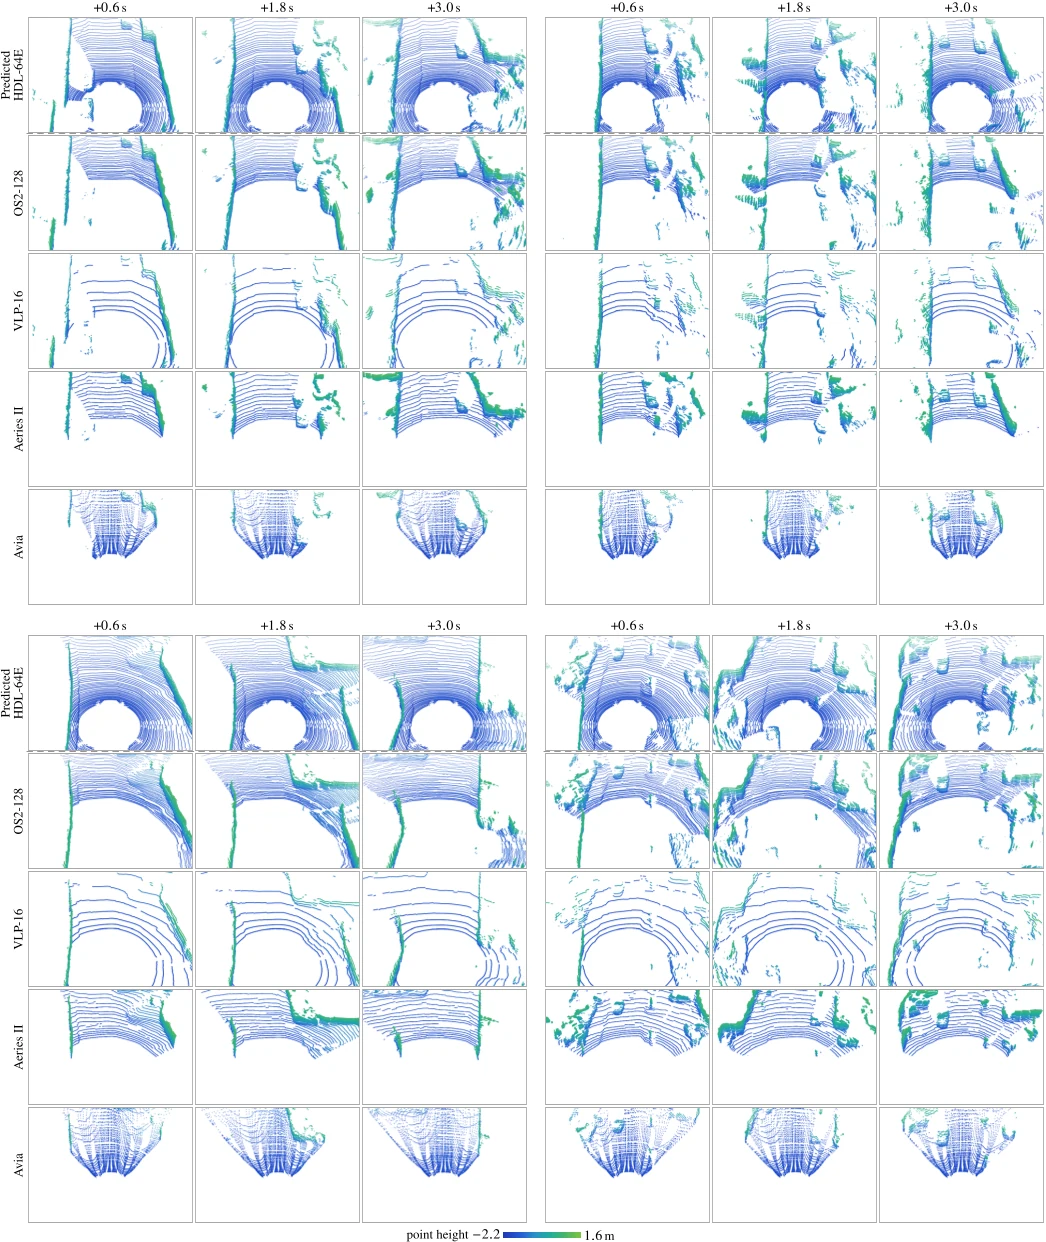 +0.6 s +1.8 s +3.0 s +0.6 s +1.8 s +3.0 s
Predicted
HDL-64E
OS2-128
VLP-16
Aeries II
Avia
+0.6 s +1.8 s +3.0 s +0.6 s +1.8 s +3.0 s
Predicted
HDL-64E
OS2-128
VLP-16
Aeries II
Avia
point height −2.2 1.6 m